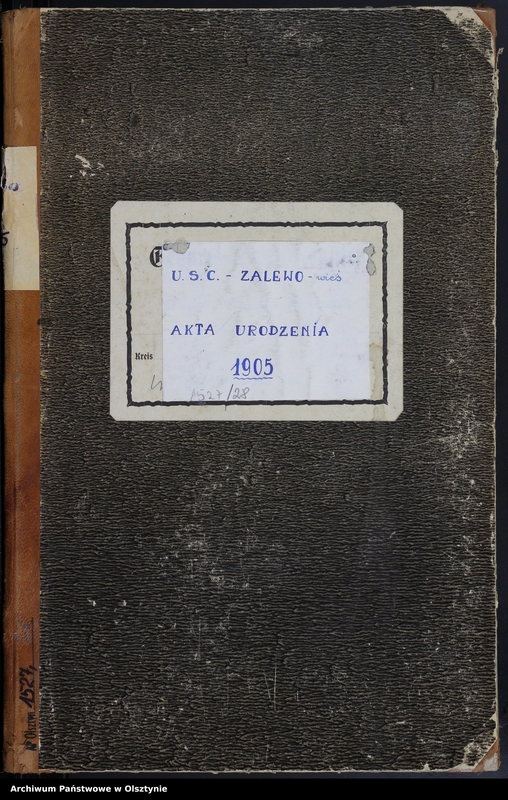 U. S. C. - ZALEWO - wieś
AKTA URODZENIA
1905
Kreis
1527/28
1527
Archiwum Państwowe w Olsztynie